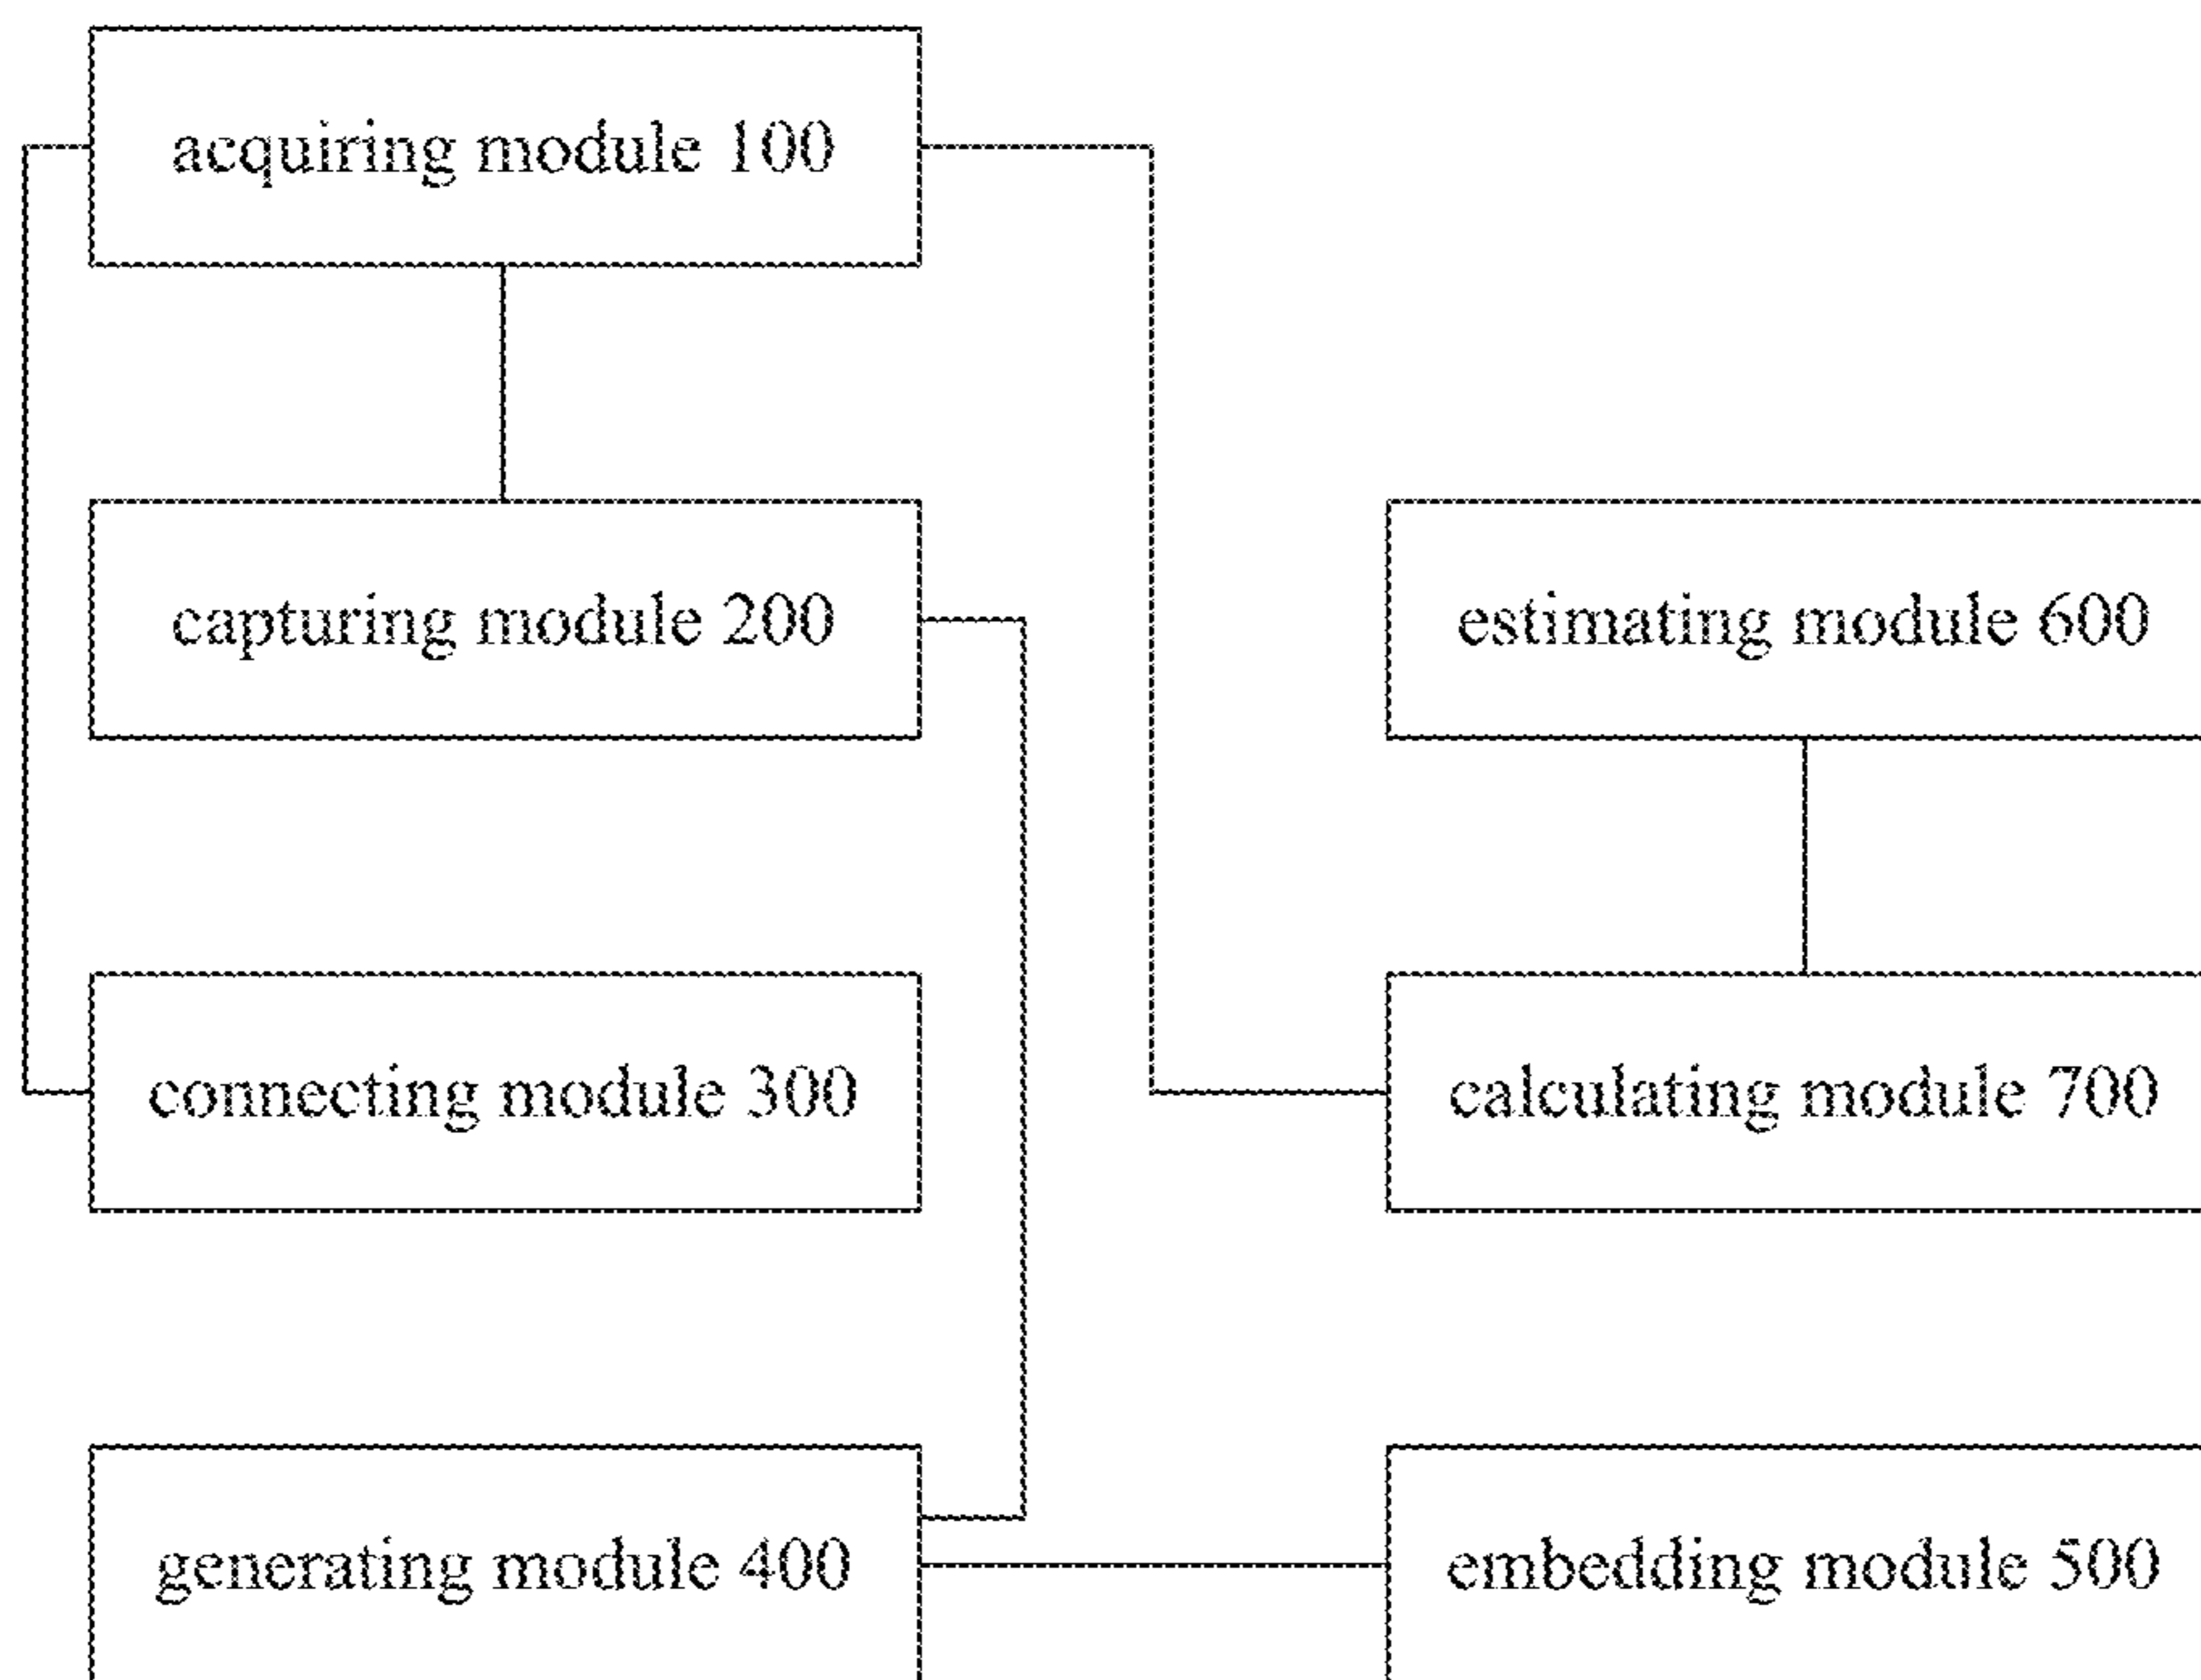 acquiring module 100
capturing module 200
estimating module 600
connecting module 300
calculating module 700
generating module 400
embedding module 500